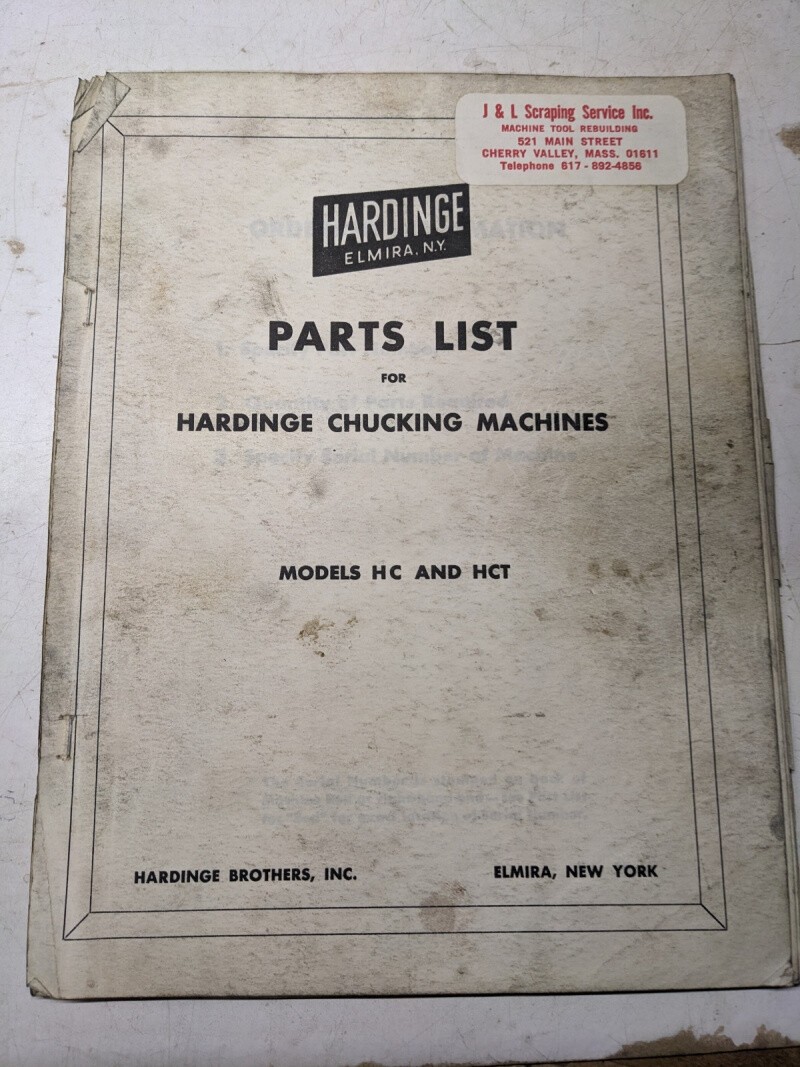 J & L Scraping Service Inc.
MACHINE TOOL REBUILDING
521 MAIN STREET
CHERRY VALLEY, MASS. 01611
Telephone 617-892-4856
HARDINGE
ELMIRA, N.Y.
PARTS LIST
FOR
HARDINGE CHUCKING MACHINES
MODELS HC AND HCT
HARDINGE BROTHERS, INC.
ELMIRA, NEW YORK